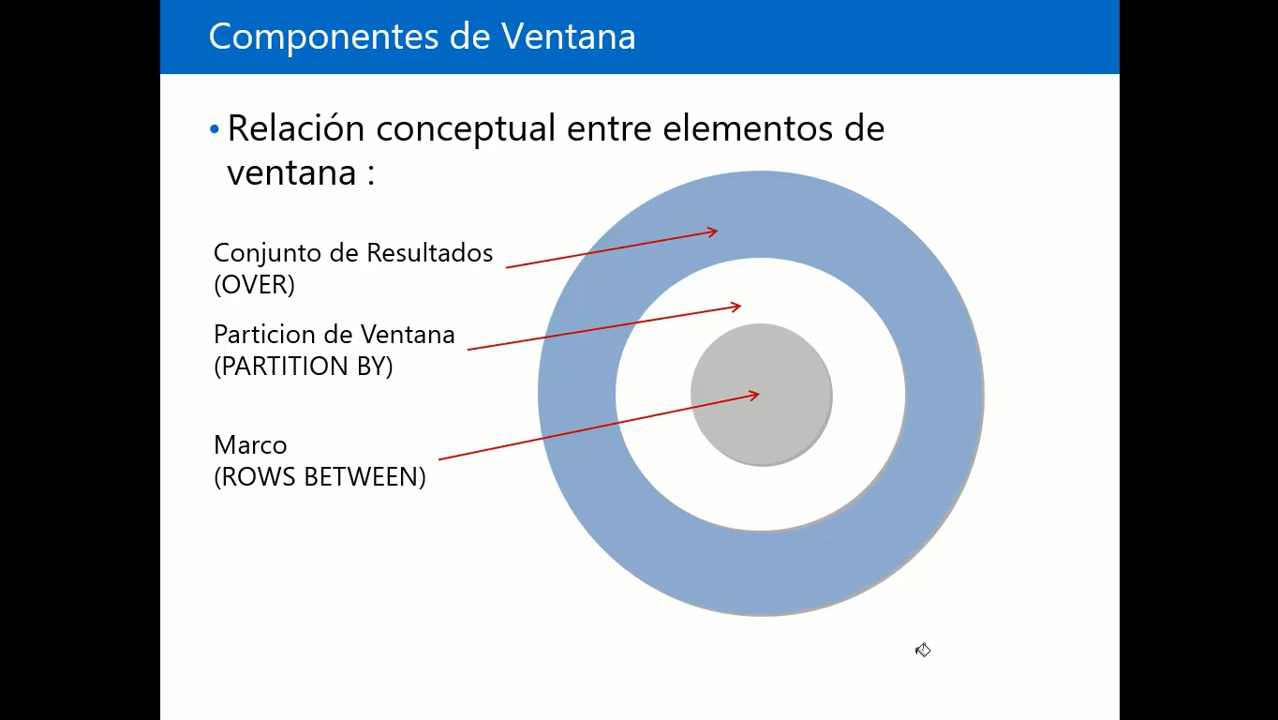 Componentes de Ventana
• Relación conceptual entre elementos de
ventana :
Conjunto de Resultados
(OVER)
Particion de Ventana
(PARTITION BY)
Marco
(ROWS BETWEEN)